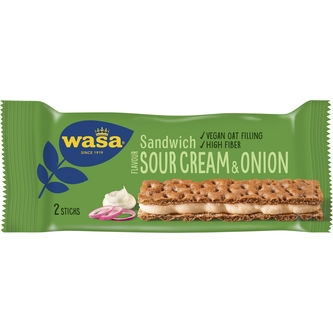 wasa
SINCE 1919
Sandwich
✓ VEGAN OAT FILLING
✓ HIGH FIBER
FLAVOUR
SOUR CREAM & ONION
2 STICKS